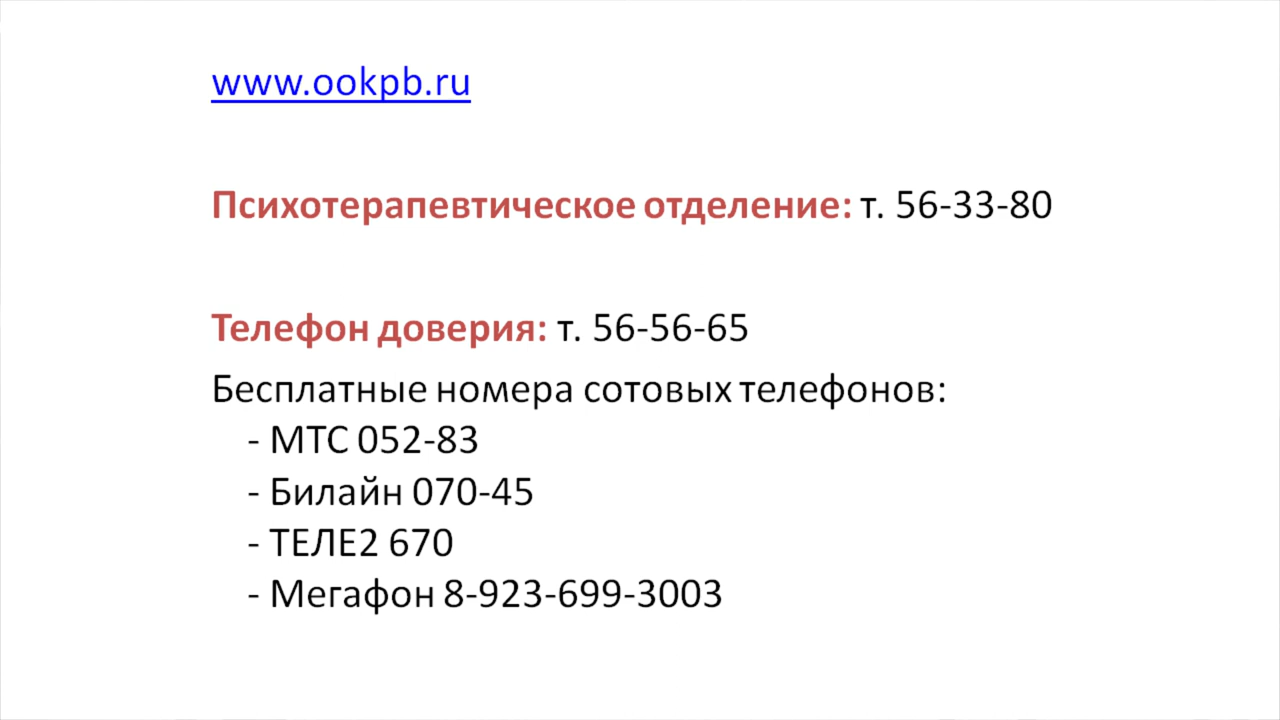 www.ookpb.ru
Психотерапевтическое отделение: т. 56-33-80
Телефон доверия: т. 56-56-65
Бесплатные номера сотовых телефонов:
- МТС 052-83
- Билайн 070-45
- ТЕЛЕ2 670
- Мегафон 8-923-699-3003